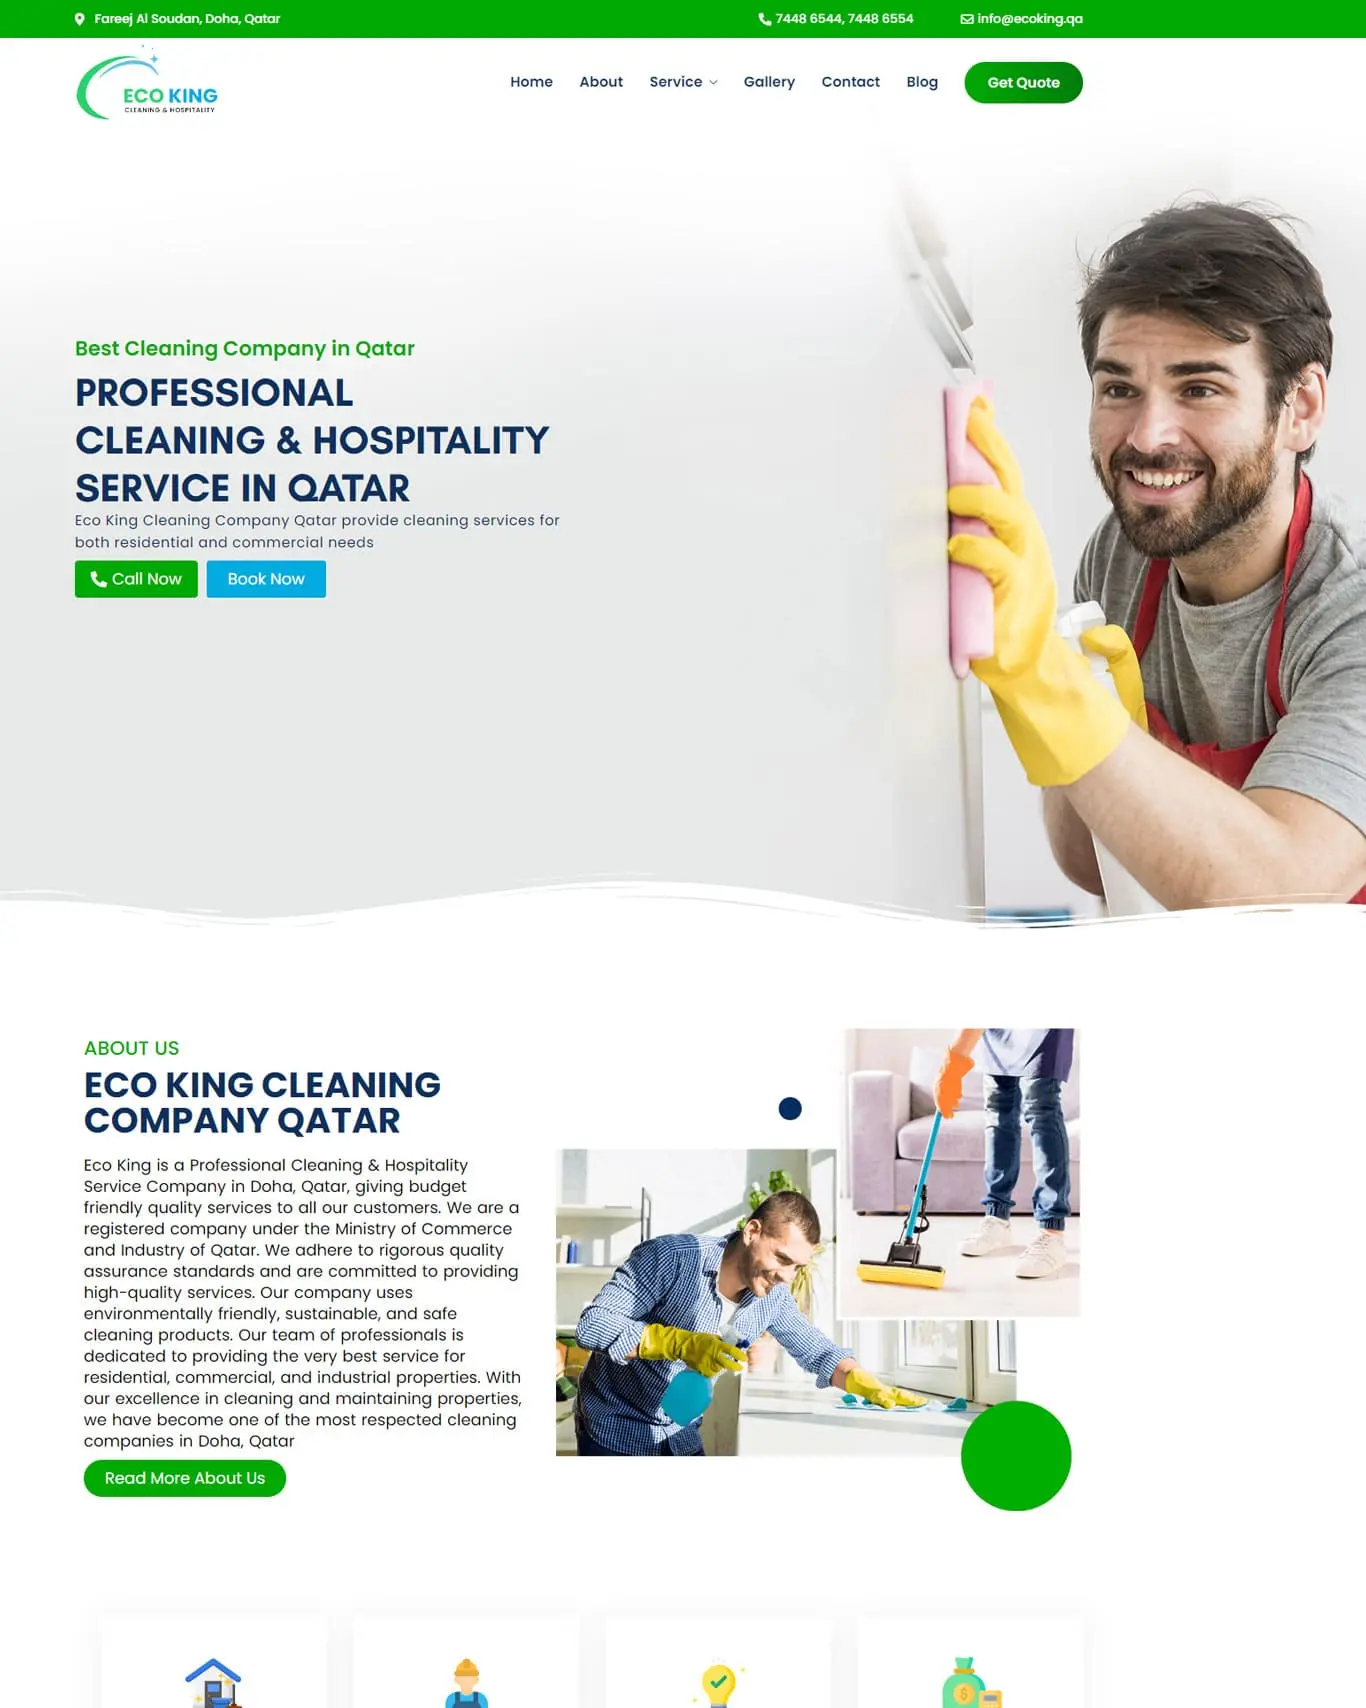 Fareej Al Soudan, Doha, Qatar
7448 6544, 7448 6554
info@ecoking.qa
ECO KING
CLEANING & HOSPITALITY
Home
About
Service
Gallery
Contact
Blog
Get Quote
Best Cleaning Company in Qatar
PROFESSIONAL
CLEANING & HOSPITALITY
SERVICE IN QATAR
Eco King Cleaning Company Qatar provide cleaning services for
both residential and commercial needs
Call Now
Book Now
ABOUT US
ECO KING CLEANING
COMPANY QATAR
Eco King is a Professional Cleaning & Hospitality
Service Company in Doha, Qatar, giving budget
friendly quality services to all our customers. We are a
registered company under the Ministry of Commerce
and Industry of Qatar. We adhere to rigorous quality
assurance standards and are committed to providing
high-quality services. Our company uses
environmentally friendly, sustainable, and safe
cleaning products. Our team of professionals is
dedicated to providing the very best service for
residential, commercial, and industrial properties. With
our excellence in cleaning and maintaining properties,
we have become one of the most respected cleaning
companies in Doha, Qatar
Read More About Us